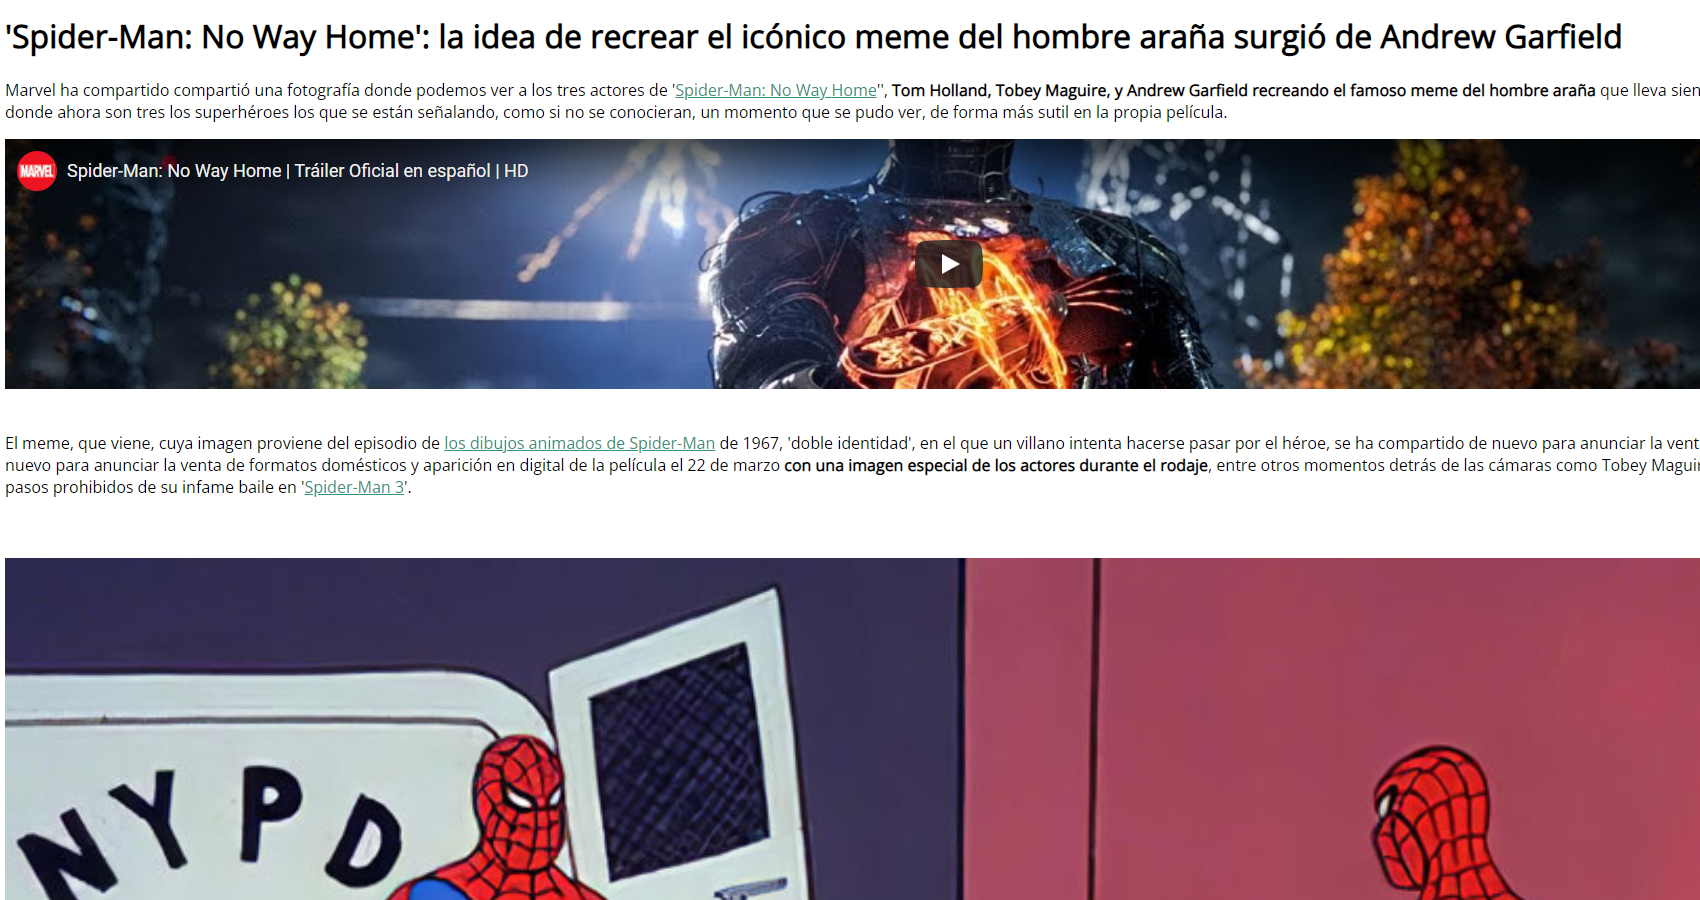 'Spider-Man: No Way Home': la idea de recrear el icónico meme del hombre araña surgió de Andrew Garfield
Marvel ha compartido compartió una fotografía donde podemos ver a los tres actores de 'Spider-Man: No Way Home'', Tom Holland, Tobey Maguire, y Andrew Garfield recreando el famoso meme del hombre araña que lleva
donde ahora son tres los superhéroes los que se están señalando, como si no se conocieran, un momento que se pudo ver, de forma más sutil en la propia película.
MARVEL
Spider-Man: No Way Home | Tráiler Oficial en español | HD
El meme, que viene, cuya imagen proviene del episodio de los dibujos animados de Spider-Man de 1967, 'doble identidad', en el que un villano intenta hacerse pasar por el héroe, se ha compartido de nuevo para anunciar la
nuevo para anunciar la venta de formatos domésticos y aparición en digital de la película el 22 de marzo con una imagen especial de los actores durante el rodaje, entre otros momentos detrás de las cámaras como Tobey
pasos prohibidos de su infame baile en 'Spider-Man 3'.
NYPD